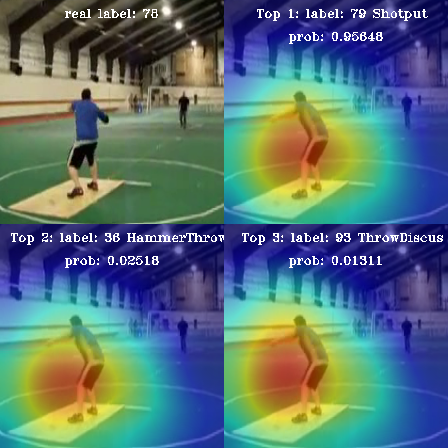 real label: 78
Top 1: label: 79 Shotput
prob: 0.95648
Top 2: label: 36 HammerThrow
prob: 0.02518
Top 3: label: 93 ThrowDiscus
prob: 0.01311